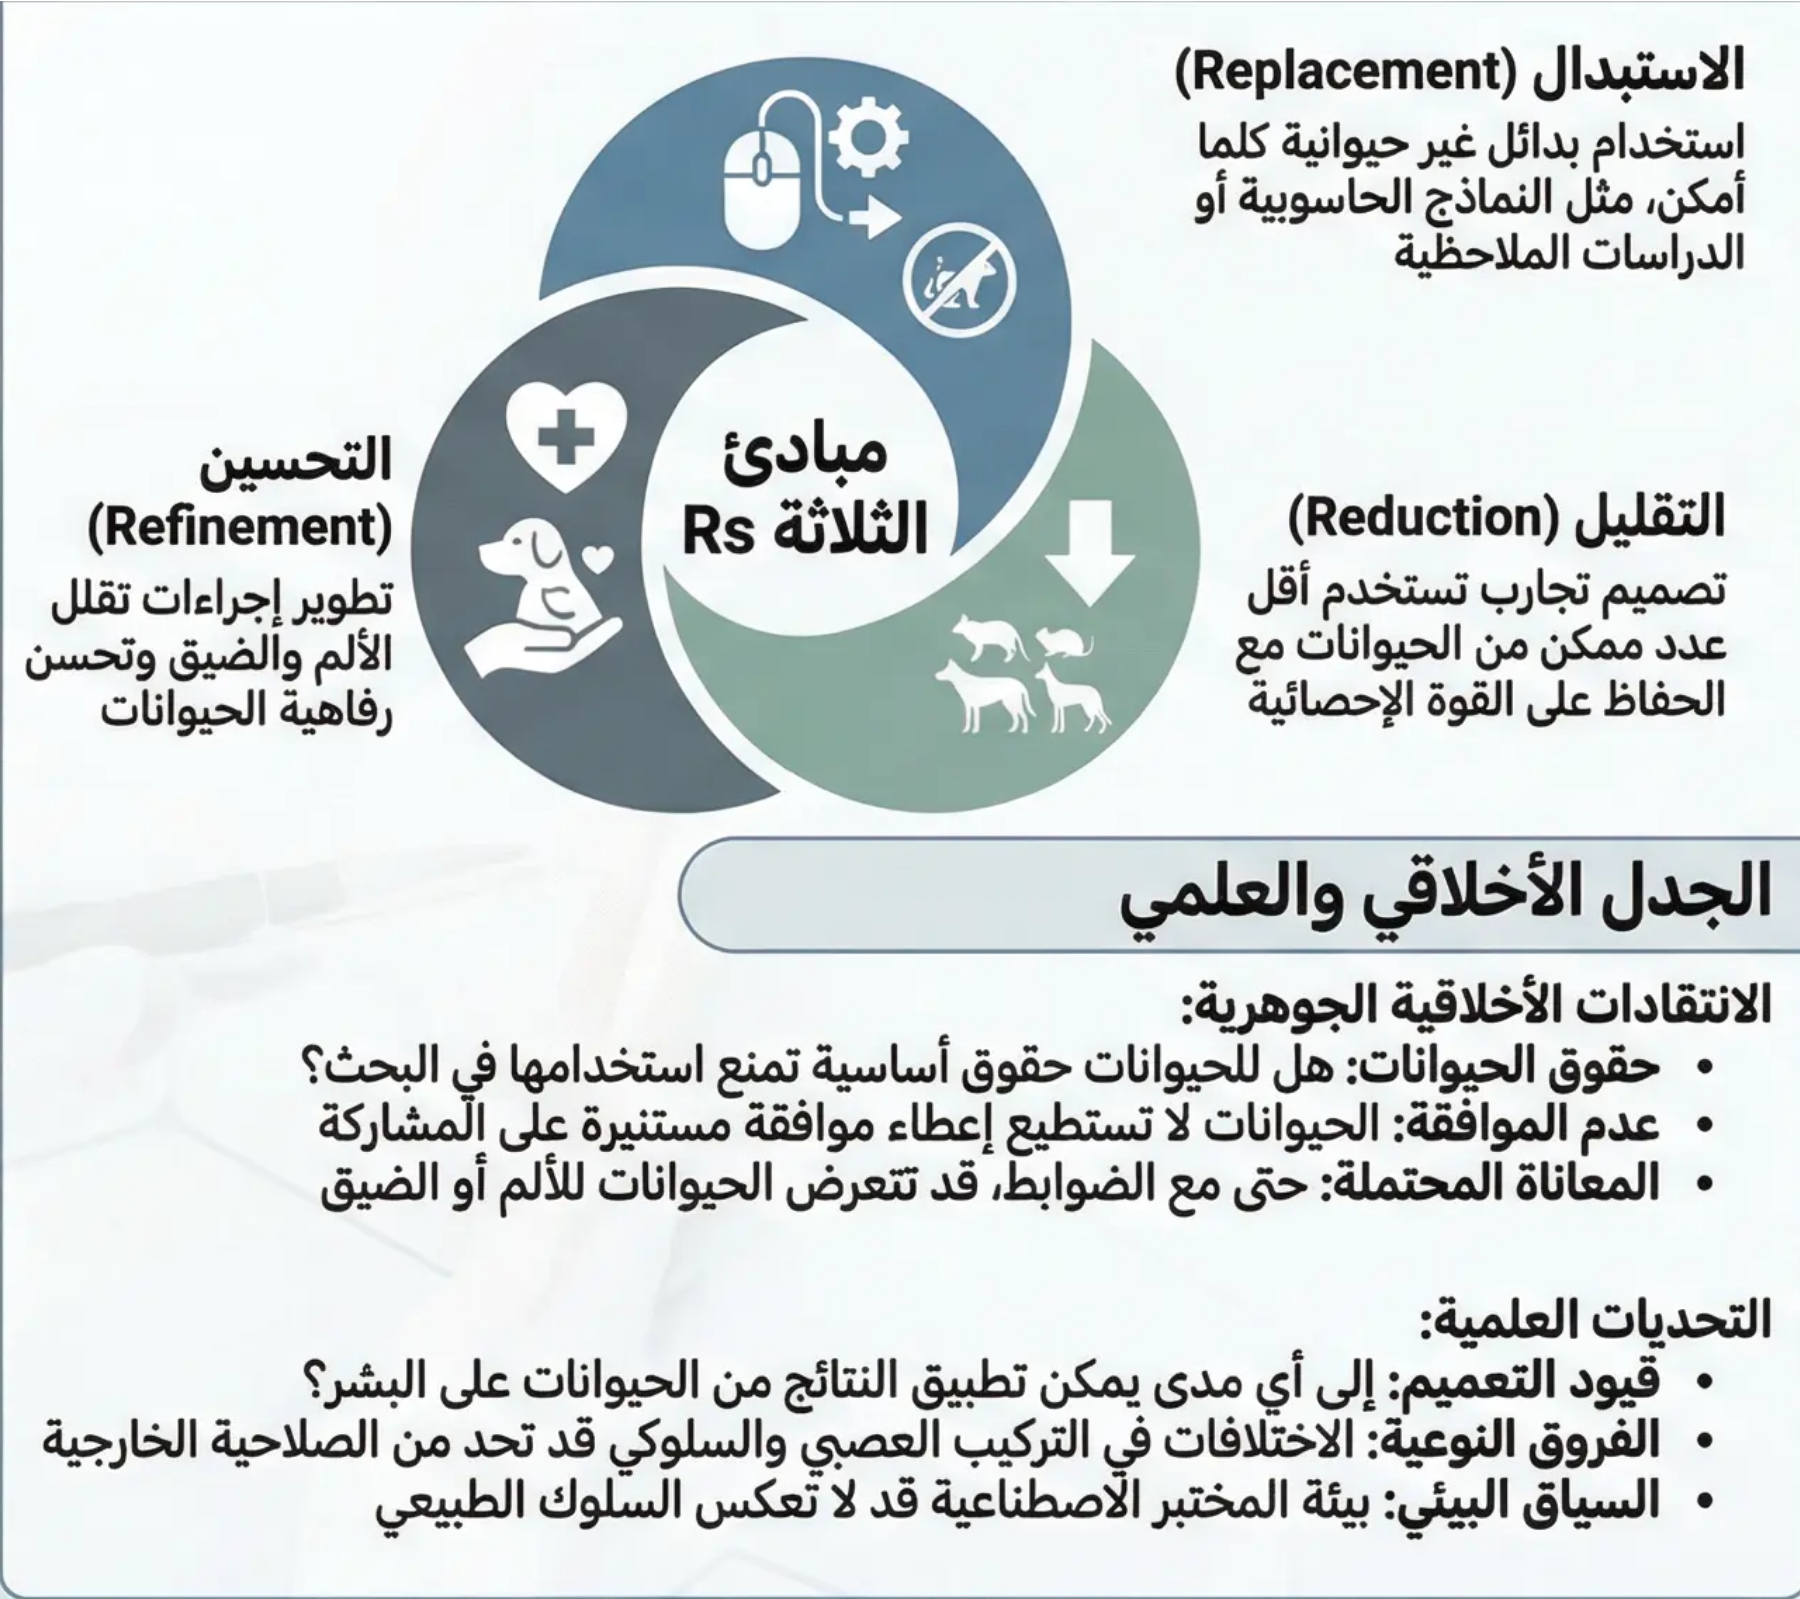 الاستبدال (Replacement)
استخدام بدائل غير حيوانية كلما
أمكن، مثل النماذج الحاسوبية أو
الدراسات الملاحظية
مبادئ
الثلاثة Rs
التقليل (Reduction)
تصميم تجارب تستخدم أقل
عدد ممكن من الحيوانات مع
الحفاظ على القوة الإحصائية
التحسين
(Refinement)
تطوير إجراءات تقلل
الألم والضيق وتحسن
رفاهية الحيوانات
الجدل الأخلاقي والعلمي
الانتقادات الأخلاقية الجوهرية:
• حقوق الحيوانات: هل للحيوانات حقوق أساسية تمنع استخدامها في البحث؟
• عدم الموافقة: الحيوانات لا تستطيع إعطاء موافقة مستنيرة على المشاركة
• المعاناة المحتملة: حتى مع الضوابط، قد تتعرض الحيوانات للألم أو الضيق
التحديات العلمية:
• قيود التعميم: إلى أي مدى يمكن تطبيق النتائج من الحيوانات على البشر؟
• الفروق النوعية: الاختلافات في التركيب العصبي والسلوكي قد تحد من الصلاحية الخارجية
• السياق البيئي: بيئة المختبر الاصطناعية قد لا تعكس السلوك الطبيعي